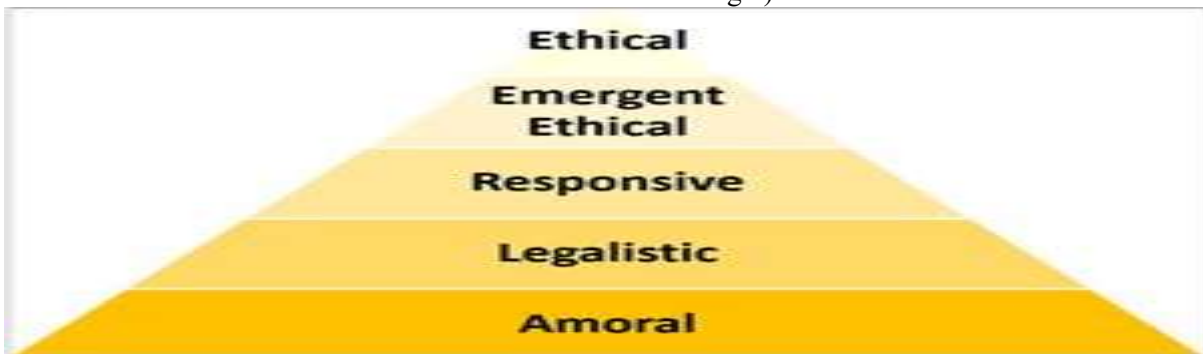 Ethical
Emergent
Ethical
Responsive
Legalistic
Amoral